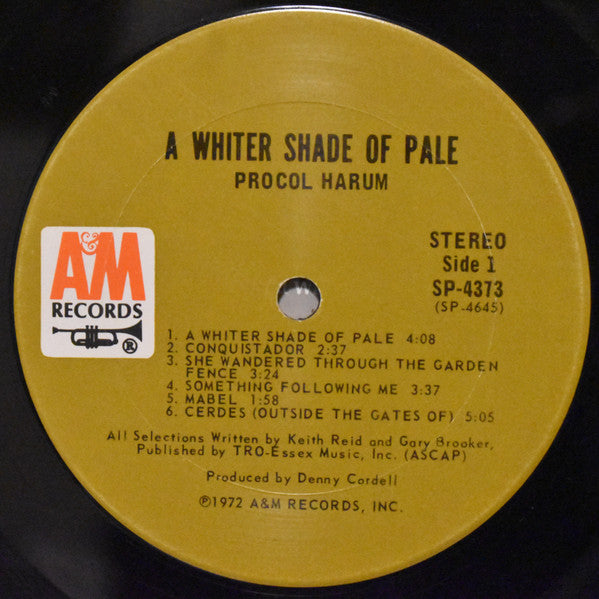 A WHITER SHADE OF PALE
PROCOL HARUM
A&M
RECORDS
®
STEREO
Side 1
SP-4373
(SP-4645)
1. A WHITER SHADE OF PALE 4:08
2. CONQUISTADOR 2:37
3. SHE WANDERED THROUGH THE GARDEN
FENCE 3:24
4. SOMETHING FOLLOWING ME 3:37
5. MABEL 1:58
6. CERDES (OUTSIDE THE GATES OF) 5:05
All Selections Written by Keith Reid and Gary Brooker,
Published by TRO-Essex Music, Inc. (ASCAP)
Produced by Denny Cordell
℗1972 A&M RECORDS, INC.